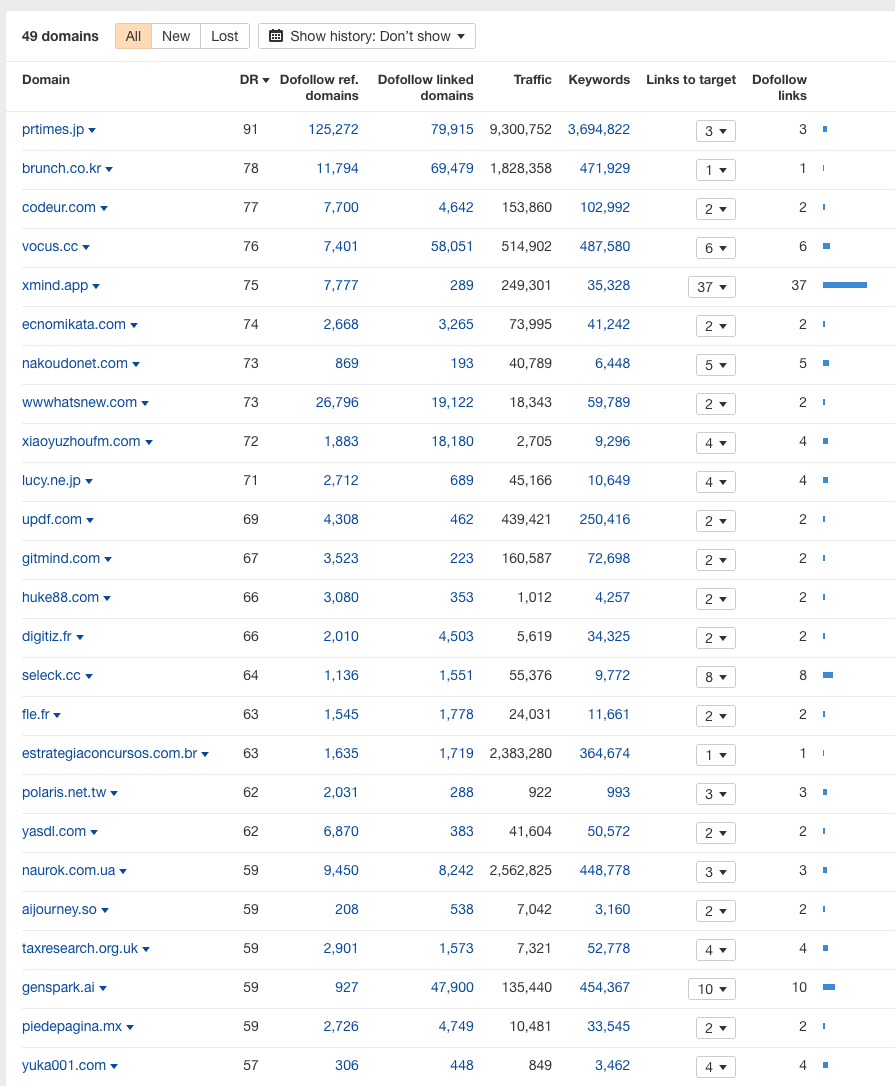 49 domains All New Lost Show history: Don't show
Domain DR Dofollow ref. domains Dofollow linked domains Traffic Keywords Links to target Dofollow links
prtimes.jp 91 125,272 79,915 9,300,752 3,694,822 3 3
brunch.co.kr 78 11,794 69,479 1,828,358 471,929 1 1
codeur.com 77 7,700 4,642 153,860 102,992 2 2
vocus.cc 76 7,401 58,051 514,902 487,580 6 6
xmind.app 75 7,777 289 249,301 35,328 37 37
ecnomikata.com 74 2,668 3,265 73,995 41,242 2 2
nakoudonet.com 73 869 193 40,789 6,448 5 5
wwwhatsnew.com 73 26,796 19,122 18,343 59,789 2 2
xiaoyuzhoufm.com 72 1,883 18,180 2,705 9,296 4 4
lucy.ne.jp 71 2,712 689 45,166 10,649 4 4
updf.com 69 4,308 462 439,421 250,416 2 2
gitmind.com 67 3,523 223 160,587 72,698 2 2
huke88.com 66 3,080 353 1,012 4,257 2 2
digitiz.fr 66 2,010 4,503 5,619 34,325 2 2
seleck.cc 64 1,136 1,551 55,376 9,772 8 8
fle.fr 63 1,545 1,778 24,031 11,661 2 2
estrategiaconcursos.com.br 63 1,635 1,719 2,383,280 364,674 1 1
polaris.net.tw 62 2,031 288 922 993 3 3
yasdl.com 62 6,870 383 41,604 50,572 2 2
naurok.com.ua 59 9,450 8,242 2,562,825 448,778 3 3
aijourney.so 59 208 538 7,042 3,160 2 2
taxresearch.org.uk 59 2,901 1,573 7,321 52,778 4 4
genspark.ai 59 927 47,900 135,440 454,367 10 10
piedepagina.mx 59 2,726 4,749 10,481 33,545 2 2
yuka001.com 57 306 448 849 3,462 4 4